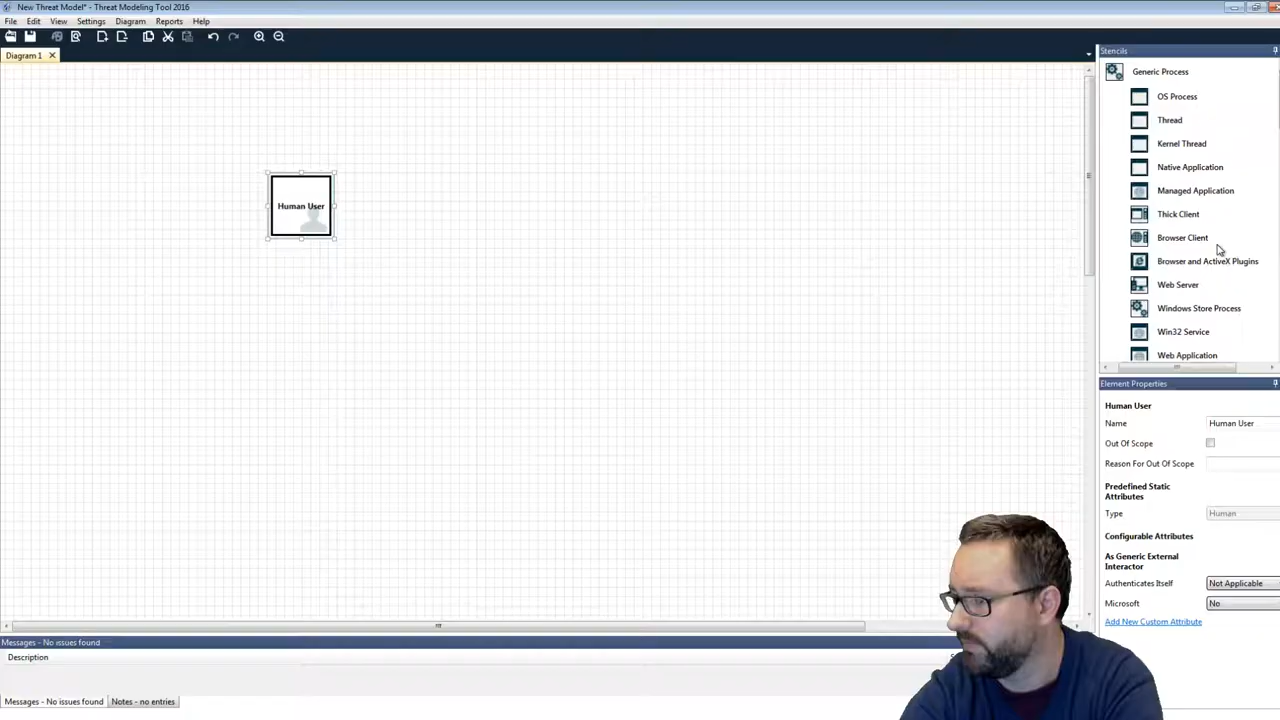 New Threat Model* - Threat Modeling Tool 2016
File Edit View Settings Diagram Reports Help
Diagram 1
Human User
Stencils
Generic Process
OS Process
Thread
Kernel Thread
Native Application
Managed Application
Thick Client
Browser Client
Browser and ActiveX Plugins
Web Server
Windows Store Process
Win32 Service
Web Application
Element Properties
Human User
Name Human User
Out Of Scope
Reason For Out Of Scope
Predefined Static
Attributes
Type Human
Configurable Attributes
As Generic External
Interactor
Authenticates Itself Not Applicable
Microsoft No
Add New Custom Attribute
Messages - No issues found
Description
Messages - No issues found Notes - no entries